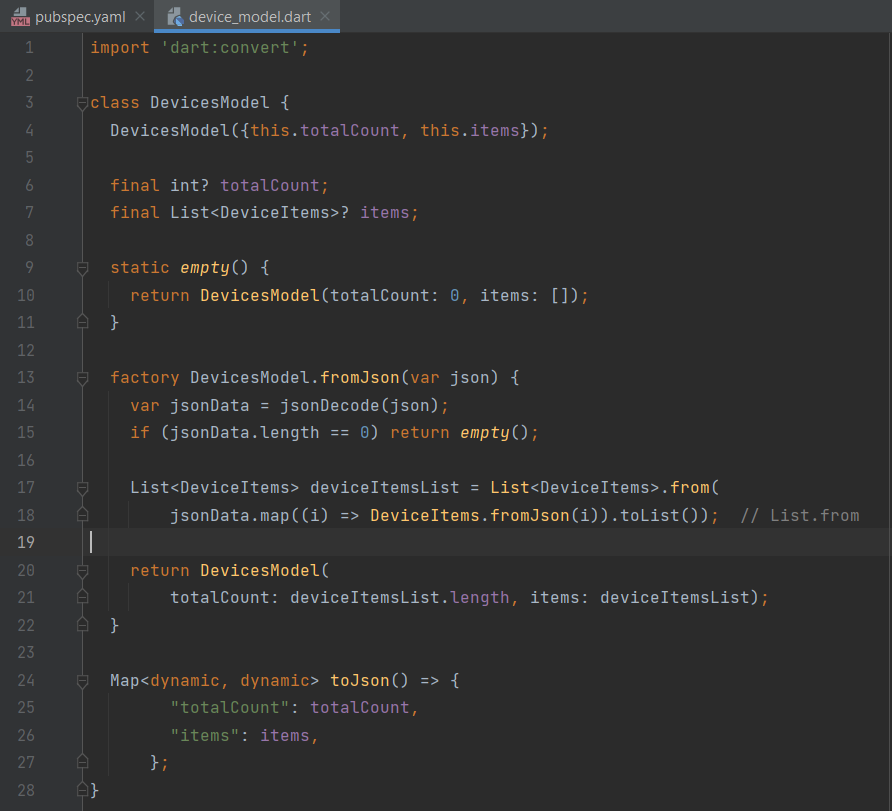 pubspec.yaml device_model.dart
1 import 'dart:convert';
2
3 class DevicesModel {
4 DevicesModel({this.totalCount, this.items});
5
6 final int? totalCount;
7 final List<DeviceItems>? items;
8
9 static empty() {
10 return DevicesModel(totalCount: 0, items: []);
11 }
12
13 factory DevicesModel.fromJson(var json) {
14 var jsonData = jsonDecode(json);
15 if (jsonData.length == 0) return empty();
16
17 List<DeviceItems> deviceItemsList = List<DeviceItems>.from(
18 jsonData.map((i) => DeviceItems.fromJson(i)).toList()); // List.from
19
20 return DevicesModel(
21 totalCount: deviceItemsList.length, items: deviceItemsList);
22 }
23
24 Map<dynamic, dynamic> toJson() => {
25 "totalCount": totalCount,
26 "items": items,
27 };
28 }